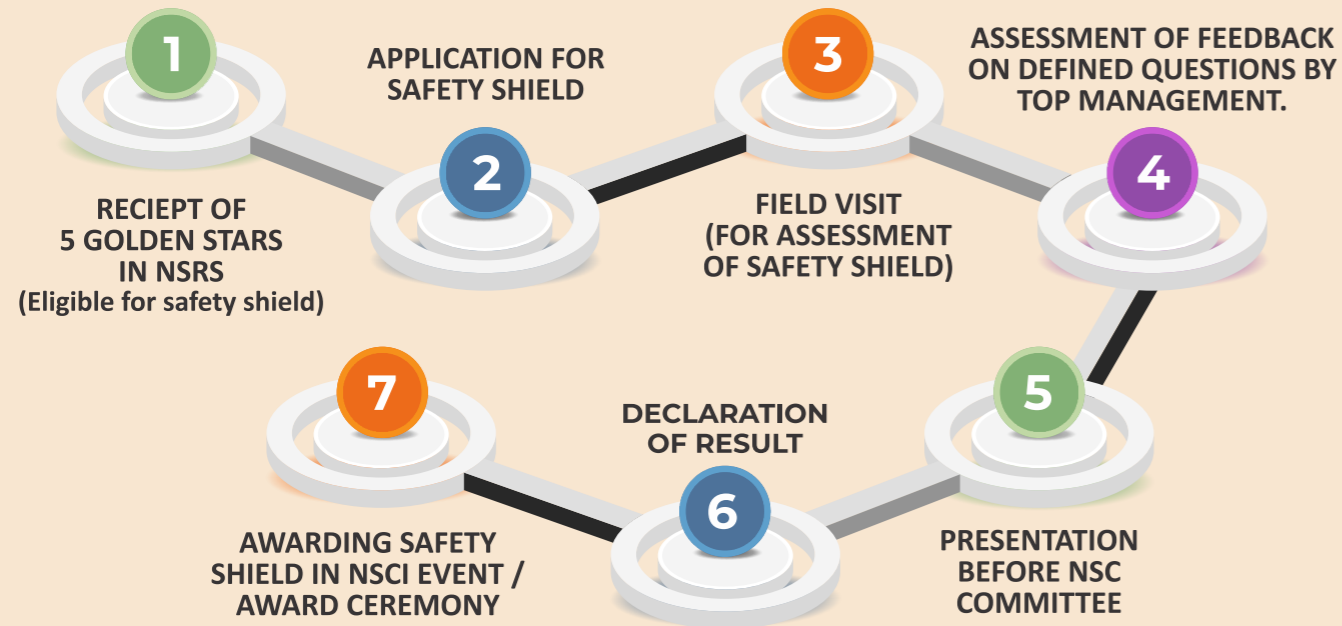 1
RECIEPT OF
5 GOLDEN STARS
IN NSRS
(Eligible for safety shield)
2
APPLICATION FOR
SAFETY SHIELD
3
FIELD VISIT
(FOR ASSESSMENT
OF SAFETY SHIELD)
4
ASSESSMENT OF FEEDBACK
ON DEFINED QUESTIONS BY
TOP MANAGEMENT.
5
PRESENTATION
BEFORE NSC
COMMITTEE
6
DECLARATION
OF RESULT
7
AWARDING SAFETY
SHIELD IN NSCI EVENT /
AWARD CEREMONY